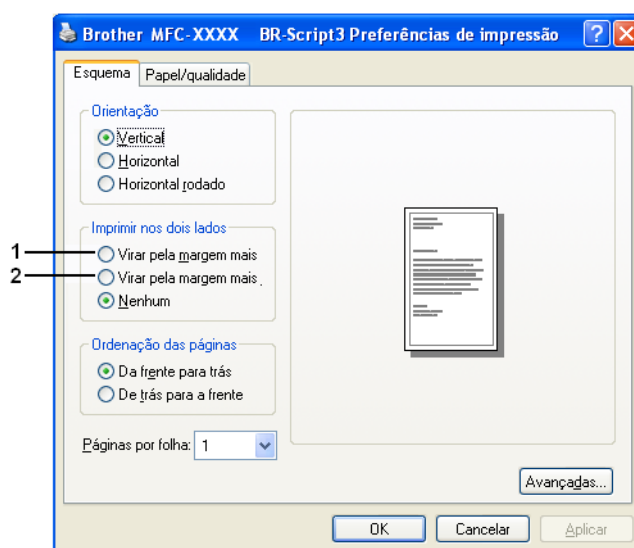 Brother MFC-XXXX BR-Script3 Preferências de impressão
Esquema Papel/qualidade
Orientação
Vertical
Horizontal
Horizontal rodado
Imprimir nos dois lados
1 Virar pela margem mais
2 Virar pela margem mais
Nenhum
Ordenação das páginas
Da frente para trás
De trás para a frente
Páginas por folha: 1
Avançadas...
OK Cancelar Aplicar